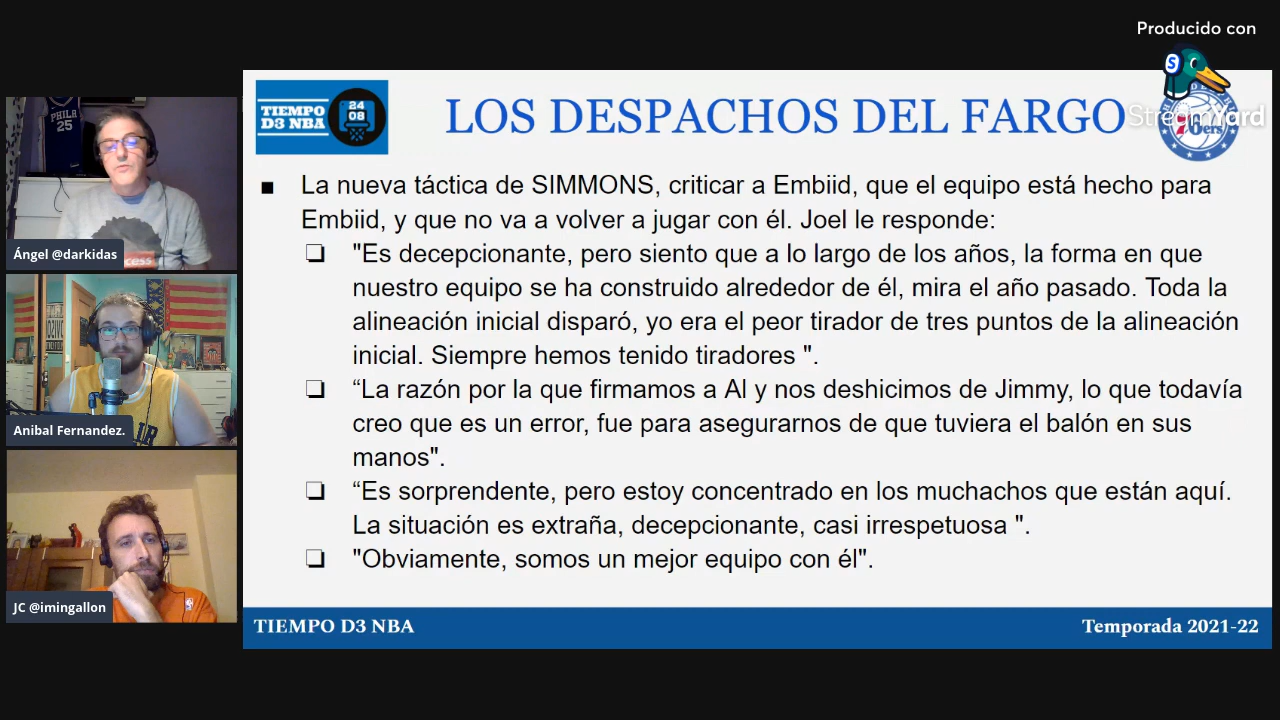 Producido con
StreamYard
TIEMPO
D3 NBA
24
08
LOS DESPACHOS DEL FARGO
76ers
PHILA
25
Ángel @darkidas
Anibal Fernandez.
JC @imingallon
■ La nueva táctica de SIMMONS, criticar a Embiid, que el equipo está hecho para
Embiid, y que no va a volver a jugar con él. Joel le responde:
❏ "Es decepcionante, pero siento que a lo largo de los años, la forma en que
nuestro equipo se ha construido alrededor de él, mira el año pasado. Toda la
alineación inicial disparó, yo era el peor tirador de tres puntos de la alineación
inicial. Siempre hemos tenido tiradores ".
❏ “La razón por la que firmamos a Al y nos deshicimos de Jimmy, lo que todavía
creo que es un error, fue para asegurarnos de que tuviera el balón en sus
manos".
❏ “Es sorprendente, pero estoy concentrado en los muchachos que están aquí.
La situación es extraña, decepcionante, casi irrespetuosa ".
❏ "Obviamente, somos un mejor equipo con él".
TIEMPO D3 NBA
Temporada 2021-22